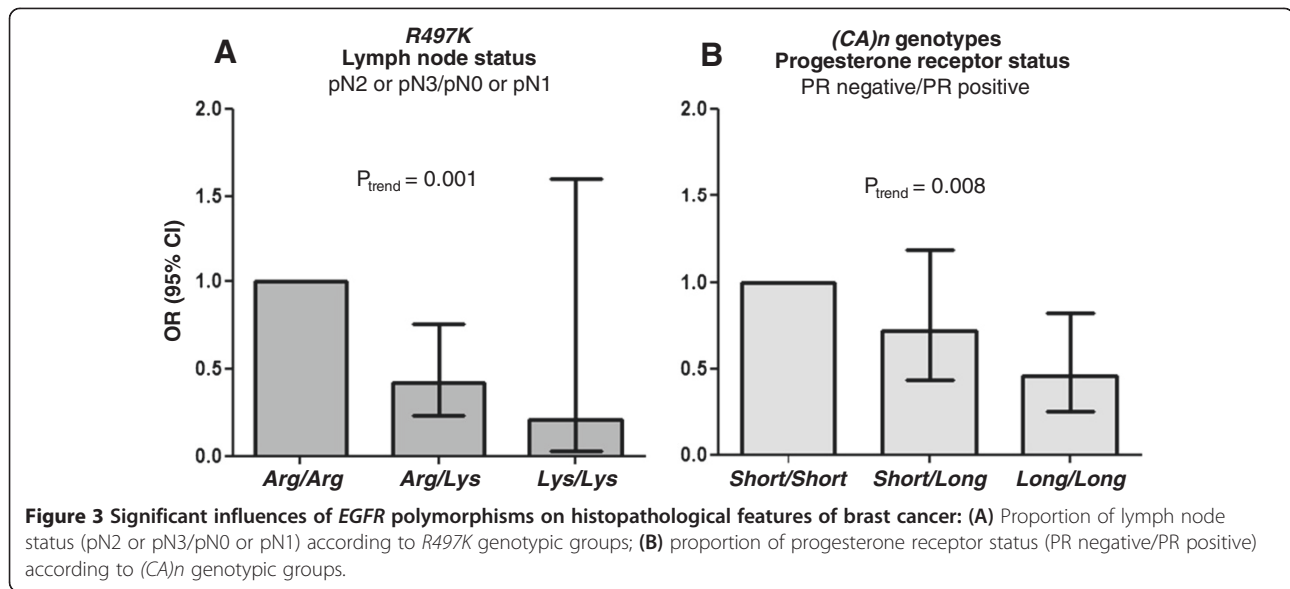 A
R497K
Lymph node status
pN2 or pN3/pN0 or pN1
2.0
1.5
1.0
0.5
0.0
OR (95% CI)
Ptrend = 0.001
Arg/Arg Arg/Lys Lys/Lys
B
(CA)n genotypes
Progesterone receptor status
PR negative/PR positive
2.0
1.5
1.0
0.5
0.0
Ptrend = 0.008
Short/Short Short/Long Long/Long
Figure 3 Significant influences of EGFR polymorphisms on histopathological features of brast cancer: (A) Proportion of lymph node
status (pN2 or pN3/pN0 or pN1) according to R497K genotypic groups; (B) proportion of progesterone receptor status (PR negative/PR positive)
according to (CA)n genotypic groups.